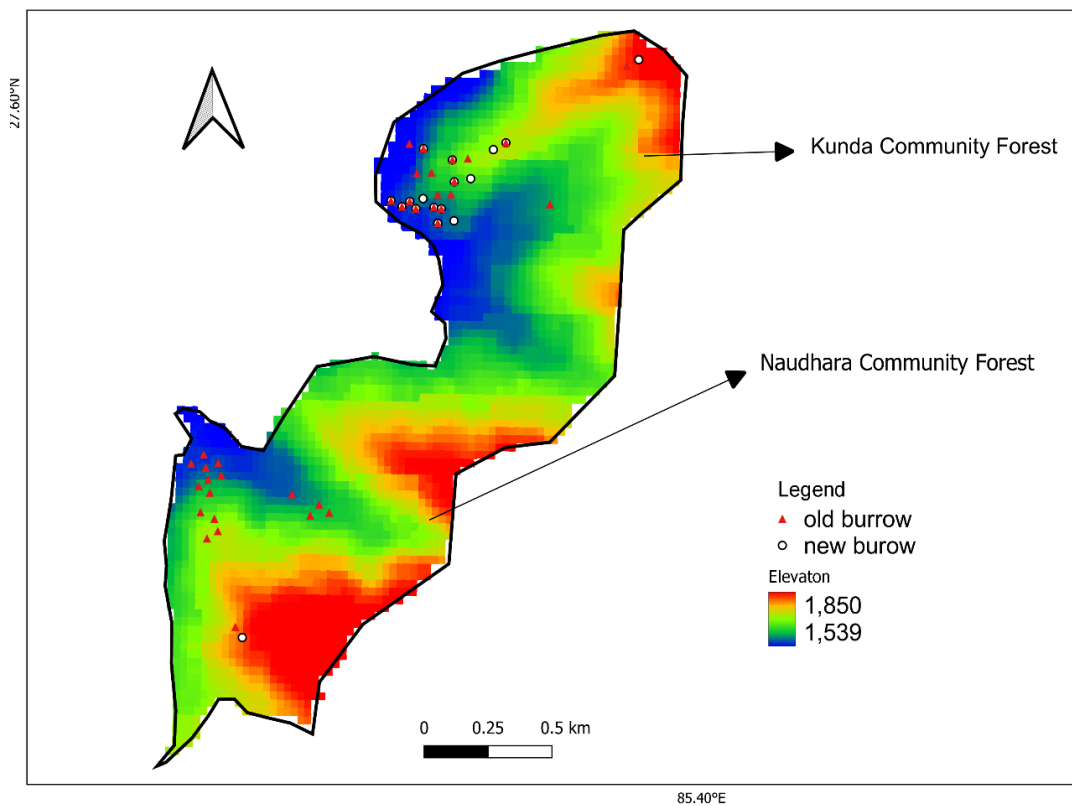 27.60°N
Kunda Community Forest
Naudhara Community Forest
Legend
old burrow
new burow
Elevaton
1,850
1,539
0 0.25 0.5 km
85.40°E